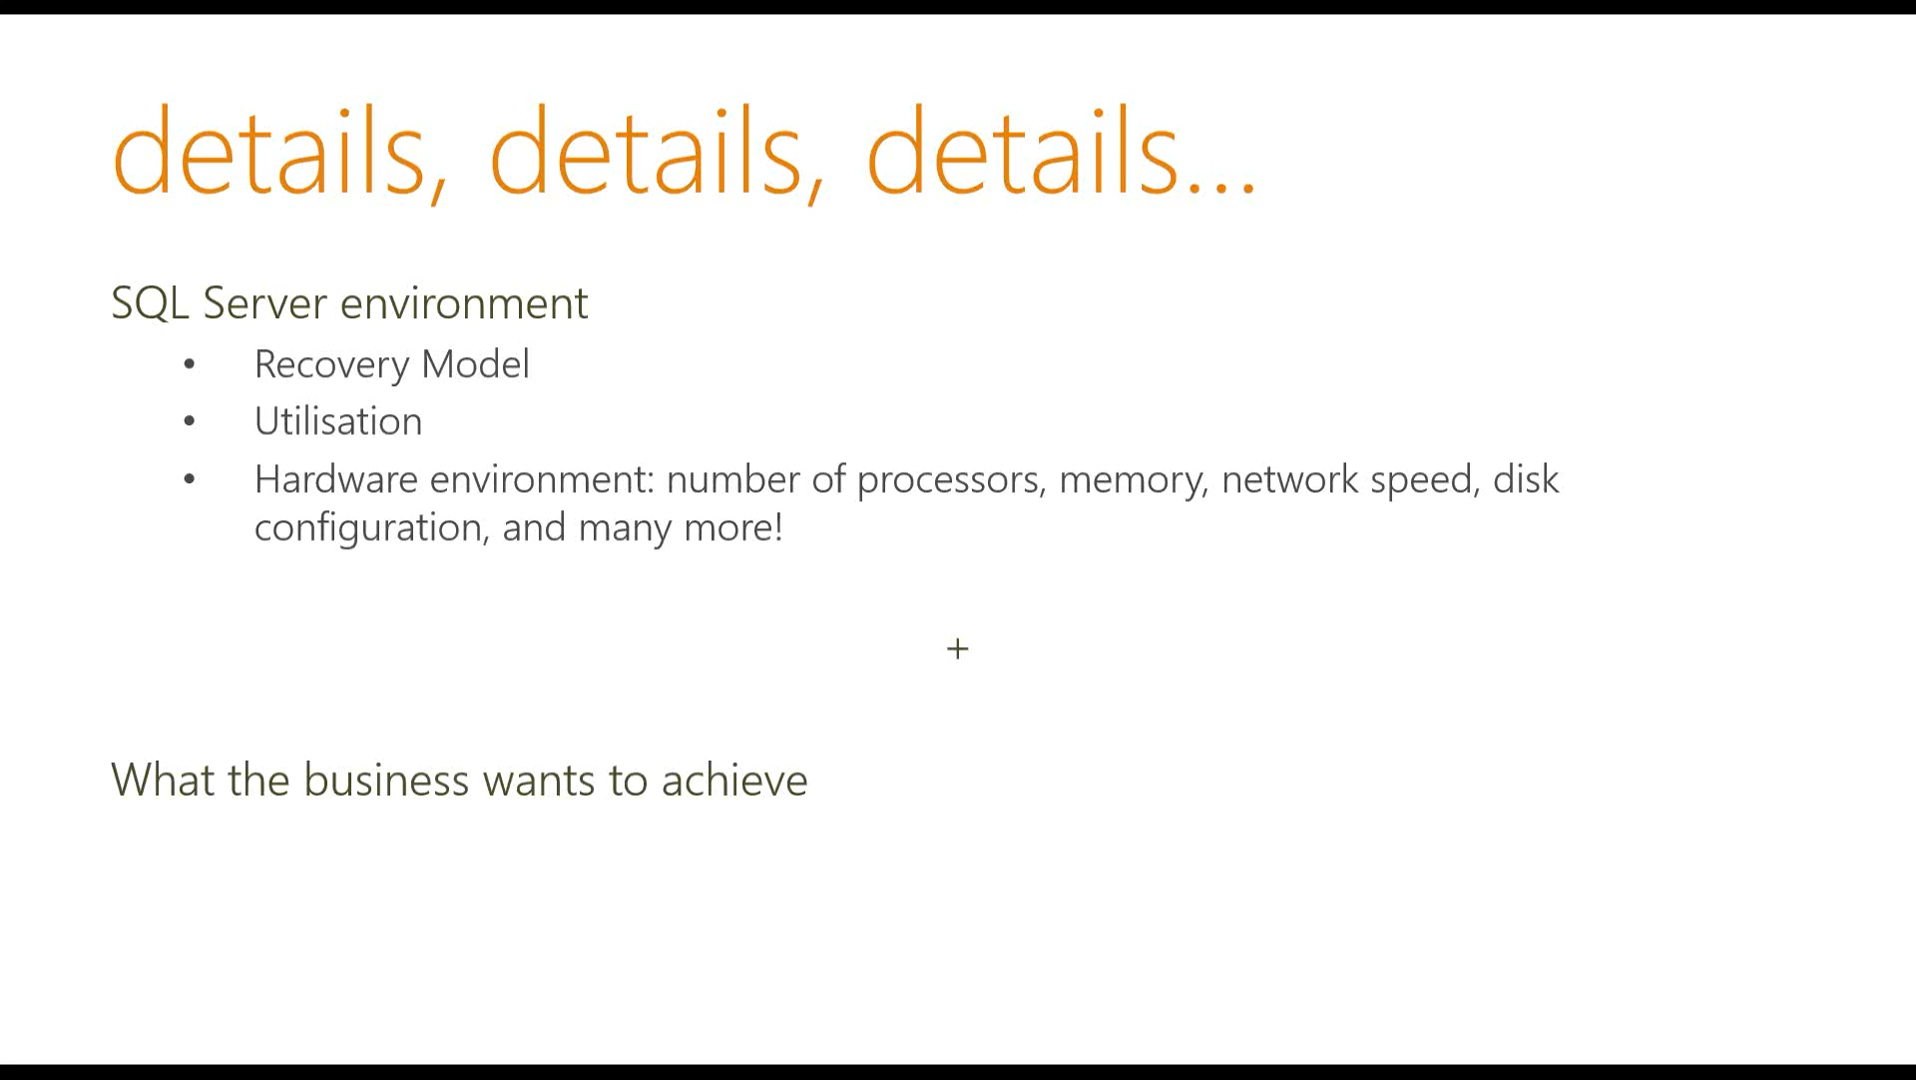 details, details, details...
SQL Server environment
• Recovery Model
• Utilisation
• Hardware environment: number of processors, memory, network speed, disk
configuration, and many more!
+
What the business wants to achieve